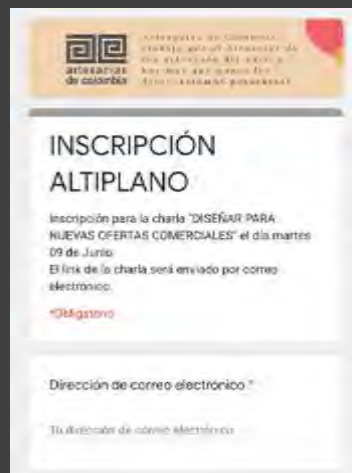 artesanías
de colombia
INSCRIPCIÓN
ALTIPLANO
Inscripción para la charla "DISEÑAR PARA
NUEVAS OFERTAS COMERCIALES" el día martes
09 de Junio.
El link de la charla será enviado por correo
electrónico.
*Obligatorio
Dirección de correo electrónico *
Tu dirección de correo electrónico